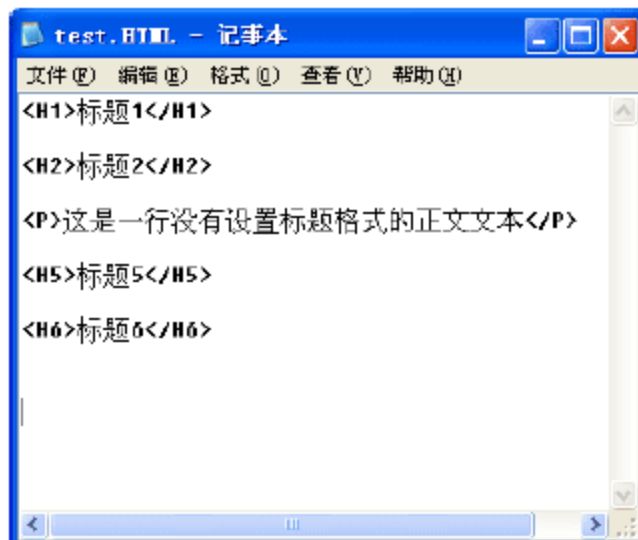 test.HTML - 记事本
文件(F) 编辑(E) 格式(O) 查看(V) 帮助(H)
<H1>标题1</H1>
<H2>标题2</H2>
<P>这是一行没有设置标题格式的正文文本</P>
<H5>标题5</H5>
<H6>标题6</H6>